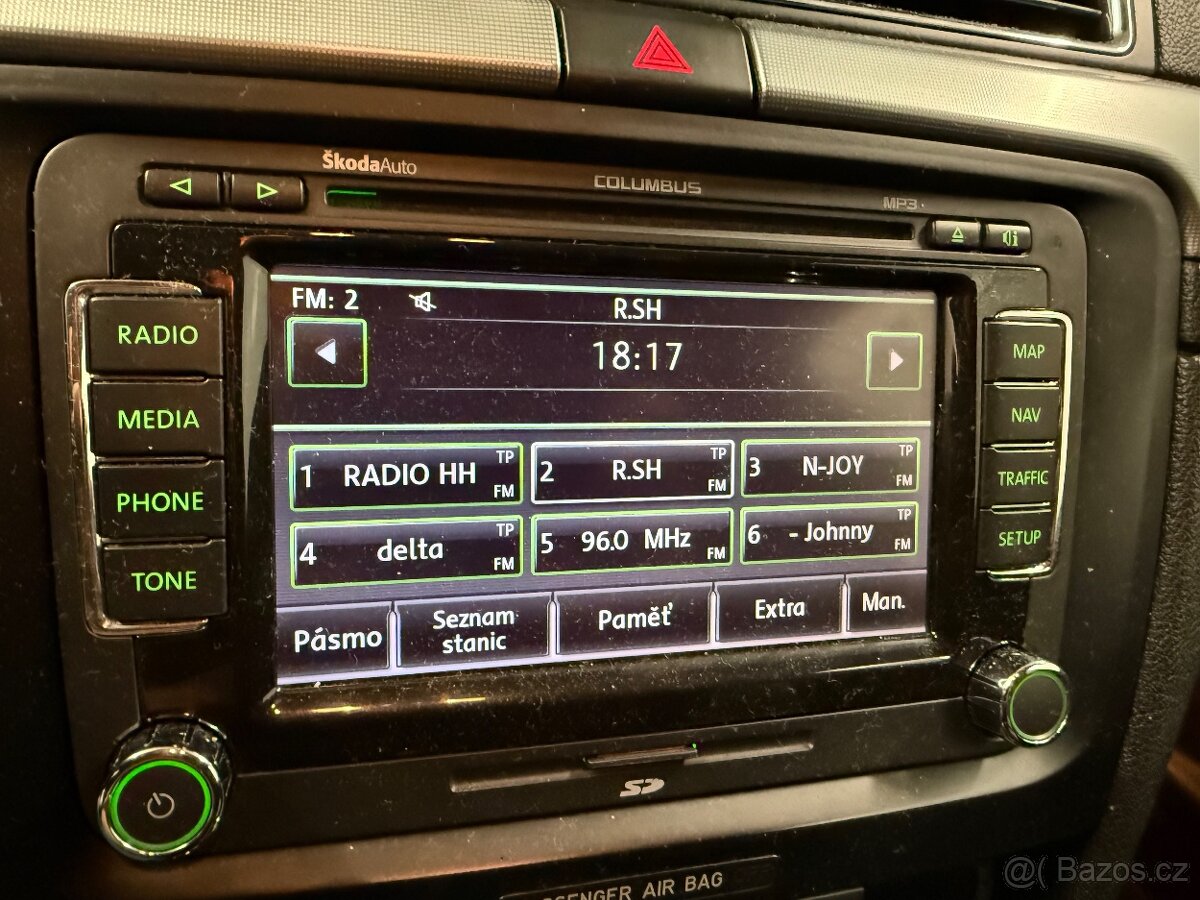 ŠkodaAuto
COLUMBUS
MP3
RADIO
MEDIA
PHONE
TONE
FM: 2
R.SH
18:17
1 RADIO HH TP FM
2 R.SH TP FM
3 N-JOY TP FM
4 delta TP FM
5 96.0 MHz FM
6 - Johnny TP FM
Pásmo
Seznam
stanic
Paměť
Extra
Man.
MAP
NAV
TRAFFIC
SETUP
SD
AIR BAG
@( Bazos.cz